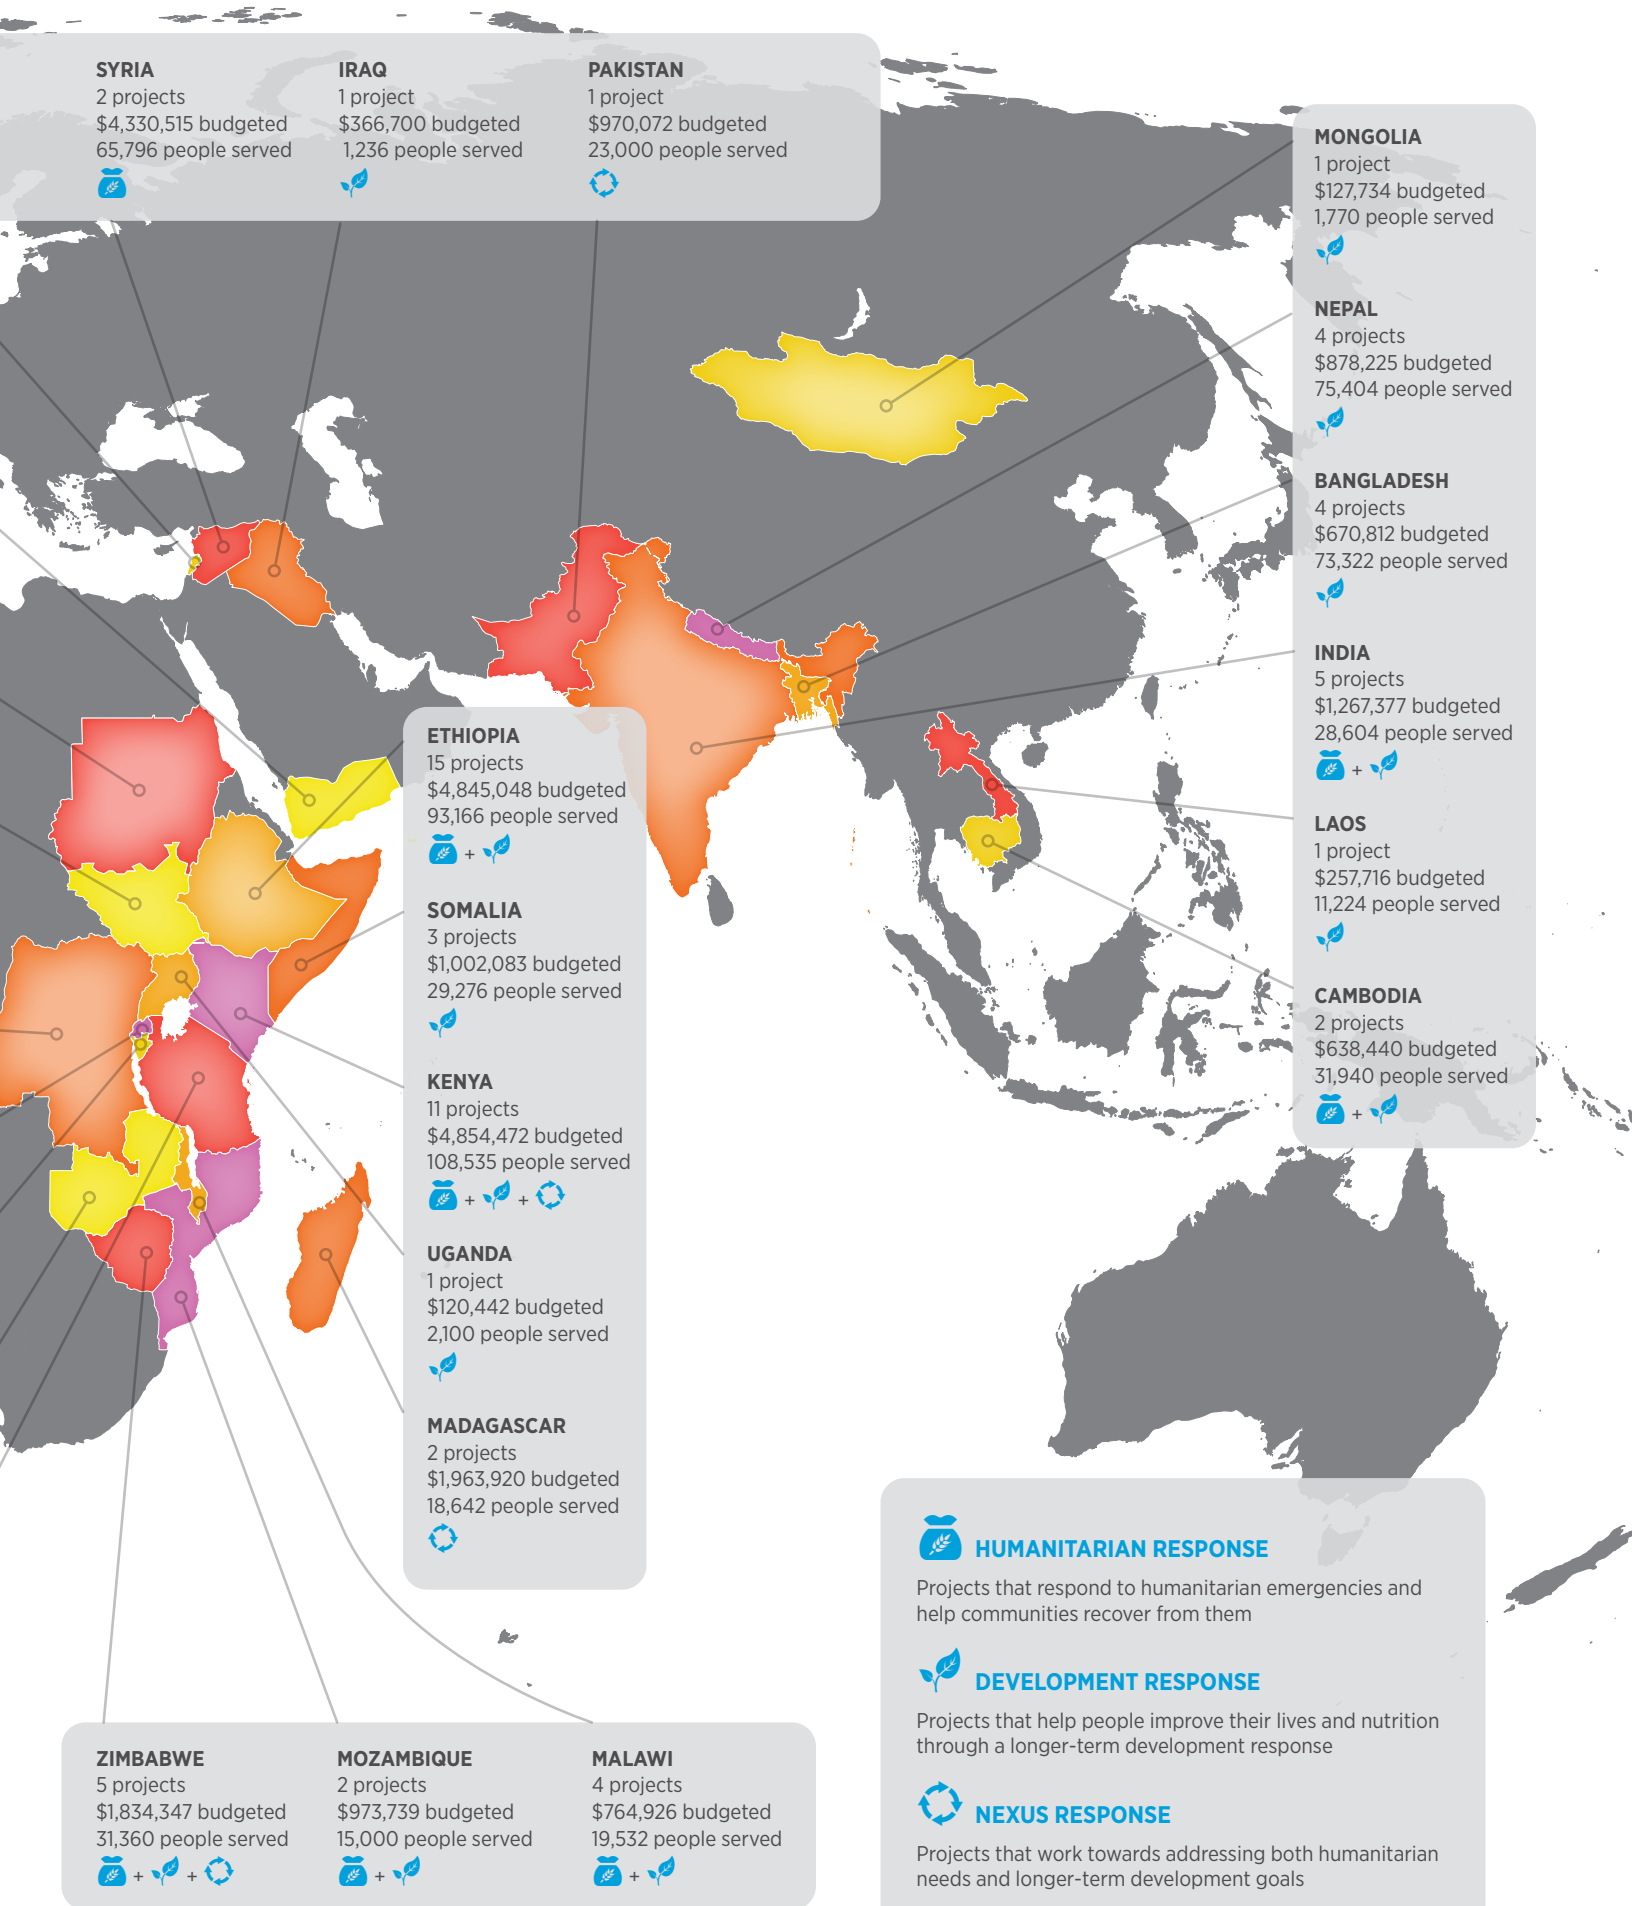 SYRIA
2 projects
$4,330,515 budgeted
65,796 people served
IRAQ
1 project
$366,700 budgeted
1,236 people served
PAKISTAN
1 project
$970,072 budgeted
23,000 people served
MONGOLIA
1 project
$127,734 budgeted
1,770 people served
NEPAL
4 projects
$878,225 budgeted
75,404 people served
BANGLADESH
4 projects
$670,812 budgeted
73,322 people served
INDIA
5 projects
$1,267,377 budgeted
28,604 people served
+
LAOS
1 project
$257,716 budgeted
11,224 people served
CAMBODIA
2 projects
$638,440 budgeted
31,940 people served
+
ETHIOPIA
15 projects
$4,845,048 budgeted
93,166 people served
+
SOMALIA
3 projects
$1,002,083 budgeted
29,276 people served
KENYA
11 projects
$4,854,472 budgeted
108,535 people served
+ +
UGANDA
1 project
$120,442 budgeted
2,100 people served
MADAGASCAR
2 projects
$1,963,920 budgeted
18,642 people served
ZIMBABWE
5 projects
$1,834,347 budgeted
31,360 people served
+ +
MOZAMBIQUE
2 projects
$973,739 budgeted
15,000 people served
+
MALAWI
4 projects
$764,926 budgeted
19,532 people served
+
HUMANITARIAN RESPONSE
Projects that respond to humanitarian emergencies and
help communities recover from them
DEVELOPMENT RESPONSE
Projects that help people improve their lives and nutrition
through a longer-term development response
NEXUS RESPONSE
Projects that work towards addressing both humanitarian
needs and longer-term development goals